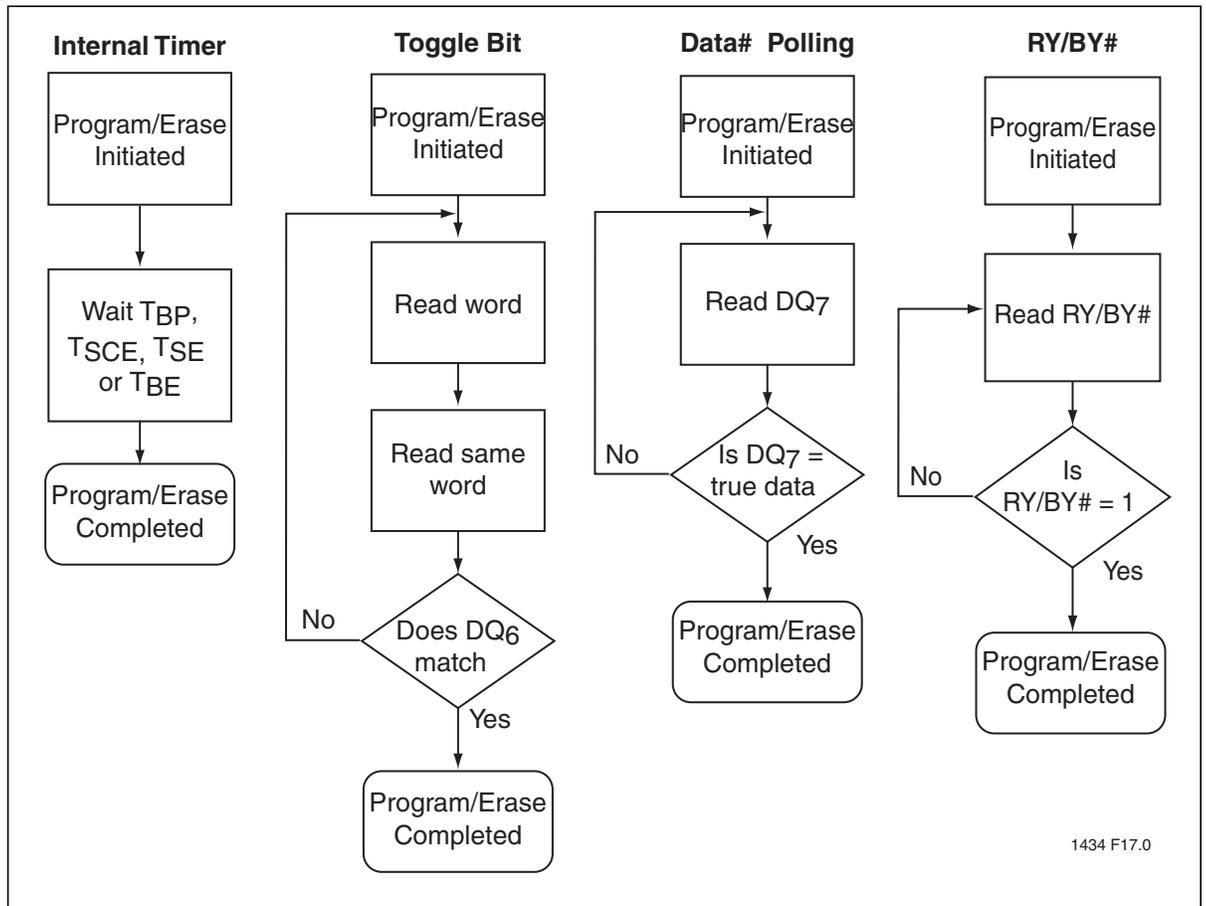 Internal Timer
Program/Erase
Initiated
Wait TBP,
TSCE, TSE
or TBE
Program/Erase
Completed
Toggle Bit
Program/Erase
Initiated
Read word
Read same
word
Does DQ6
match
No
Yes
Program/Erase
Completed
Data# Polling
Program/Erase
Initiated
Read DQ7
Is DQ7 =
true data
No
Yes
Program/Erase
Completed
RY/BY#
Program/Erase
Initiated
Read RY/BY#
Is
RY/BY# = 1
No
Yes
Program/Erase
Completed
1434 F17.0